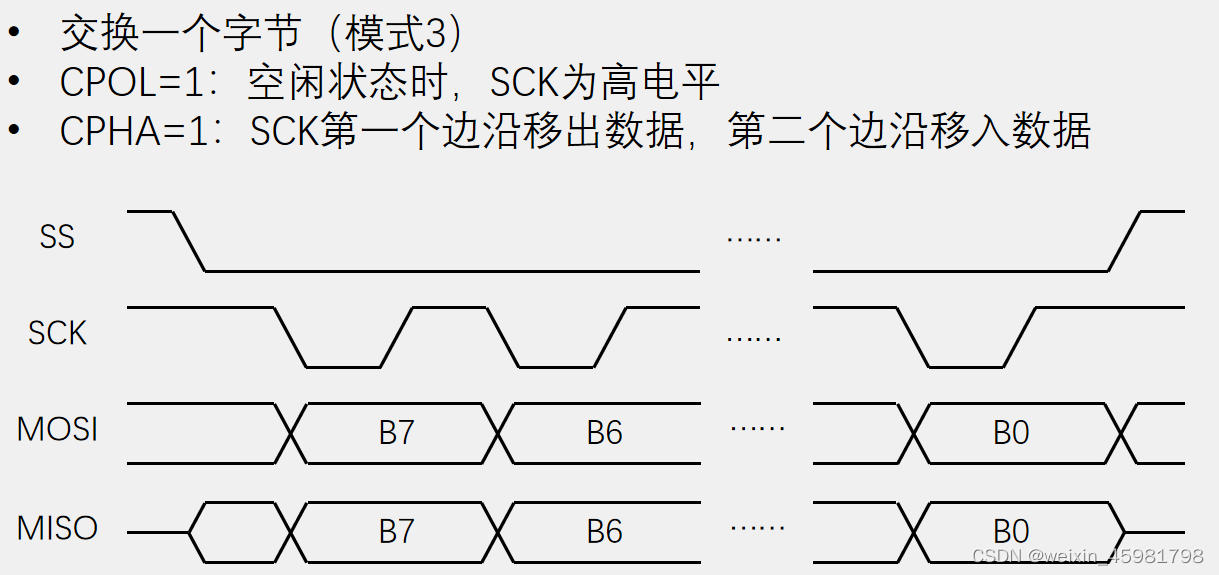 • 交换一个字节（模式3）
• CPOL=1：空闲状态时，SCK为高电平
• CPHA=1：SCK第一个边沿移出数据，第二个边沿移入数据
SS ……
SCK ……
MOSI B7 B6 …… B0
MISO B7 B6 …… B0
CSDN @weixin_45981798